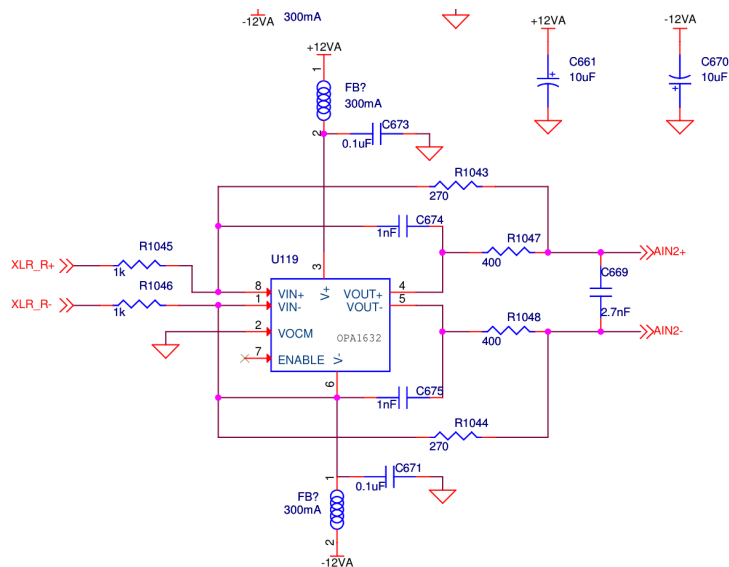 -12VA 300mA
+12VA
-12VA
+12VA
C661
10uF
C670
10uF
1
FB?
300mA
2
C673
0.1uF
R1043
270
C674
1nF
R1045
XLR_R+
1k
R1047
400
AIN2+
U119
3
R1046
XLR_R-
1k
8
VIN+
V+
VOUT+
4
1
VIN-
VOUT-
5
C669
2.7nF
2
VOCM
OPA1632
R1048
400
AIN2-
7
ENABLE
V-
6
C675
1nF
R1044
270
1
C671
0.1uF
FB?
300mA
2
-12VA